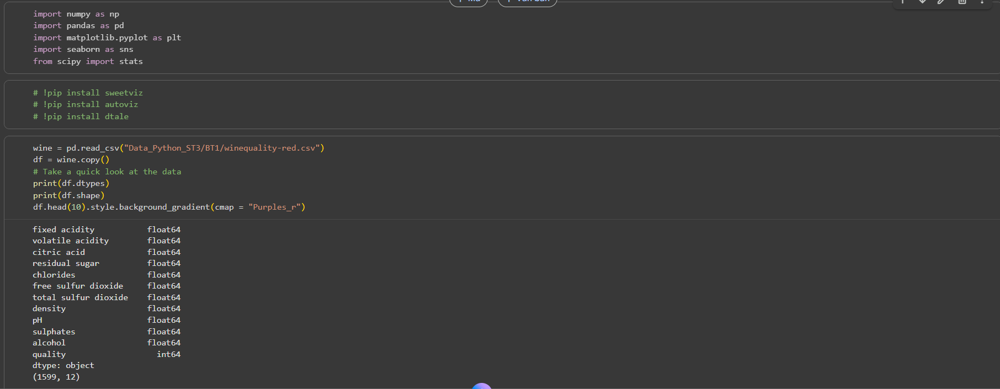 import numpy as np
import pandas as pd
import matplotlib.pyplot as plt
import seaborn as sns
from scipy import stats
# !pip install sweetviz
# !pip install autoviz
# !pip install dtale
wine = pd.read_csv("Data_Python_ST3/BT1/winequality-red.csv")
df = wine.copy()
# Take a quick look at the data
print(df.dtypes)
print(df.shape)
df.head(10).style.background_gradient(cmap = "Purples_r")
fixed acidity float64
volatile acidity float64
citric acid float64
residual sugar float64
chlorides float64
free sulfur dioxide float64
total sulfur dioxide float64
density float64
pH float64
sulphates float64
alcohol float64
quality int64
dtype: object
(1599, 12)